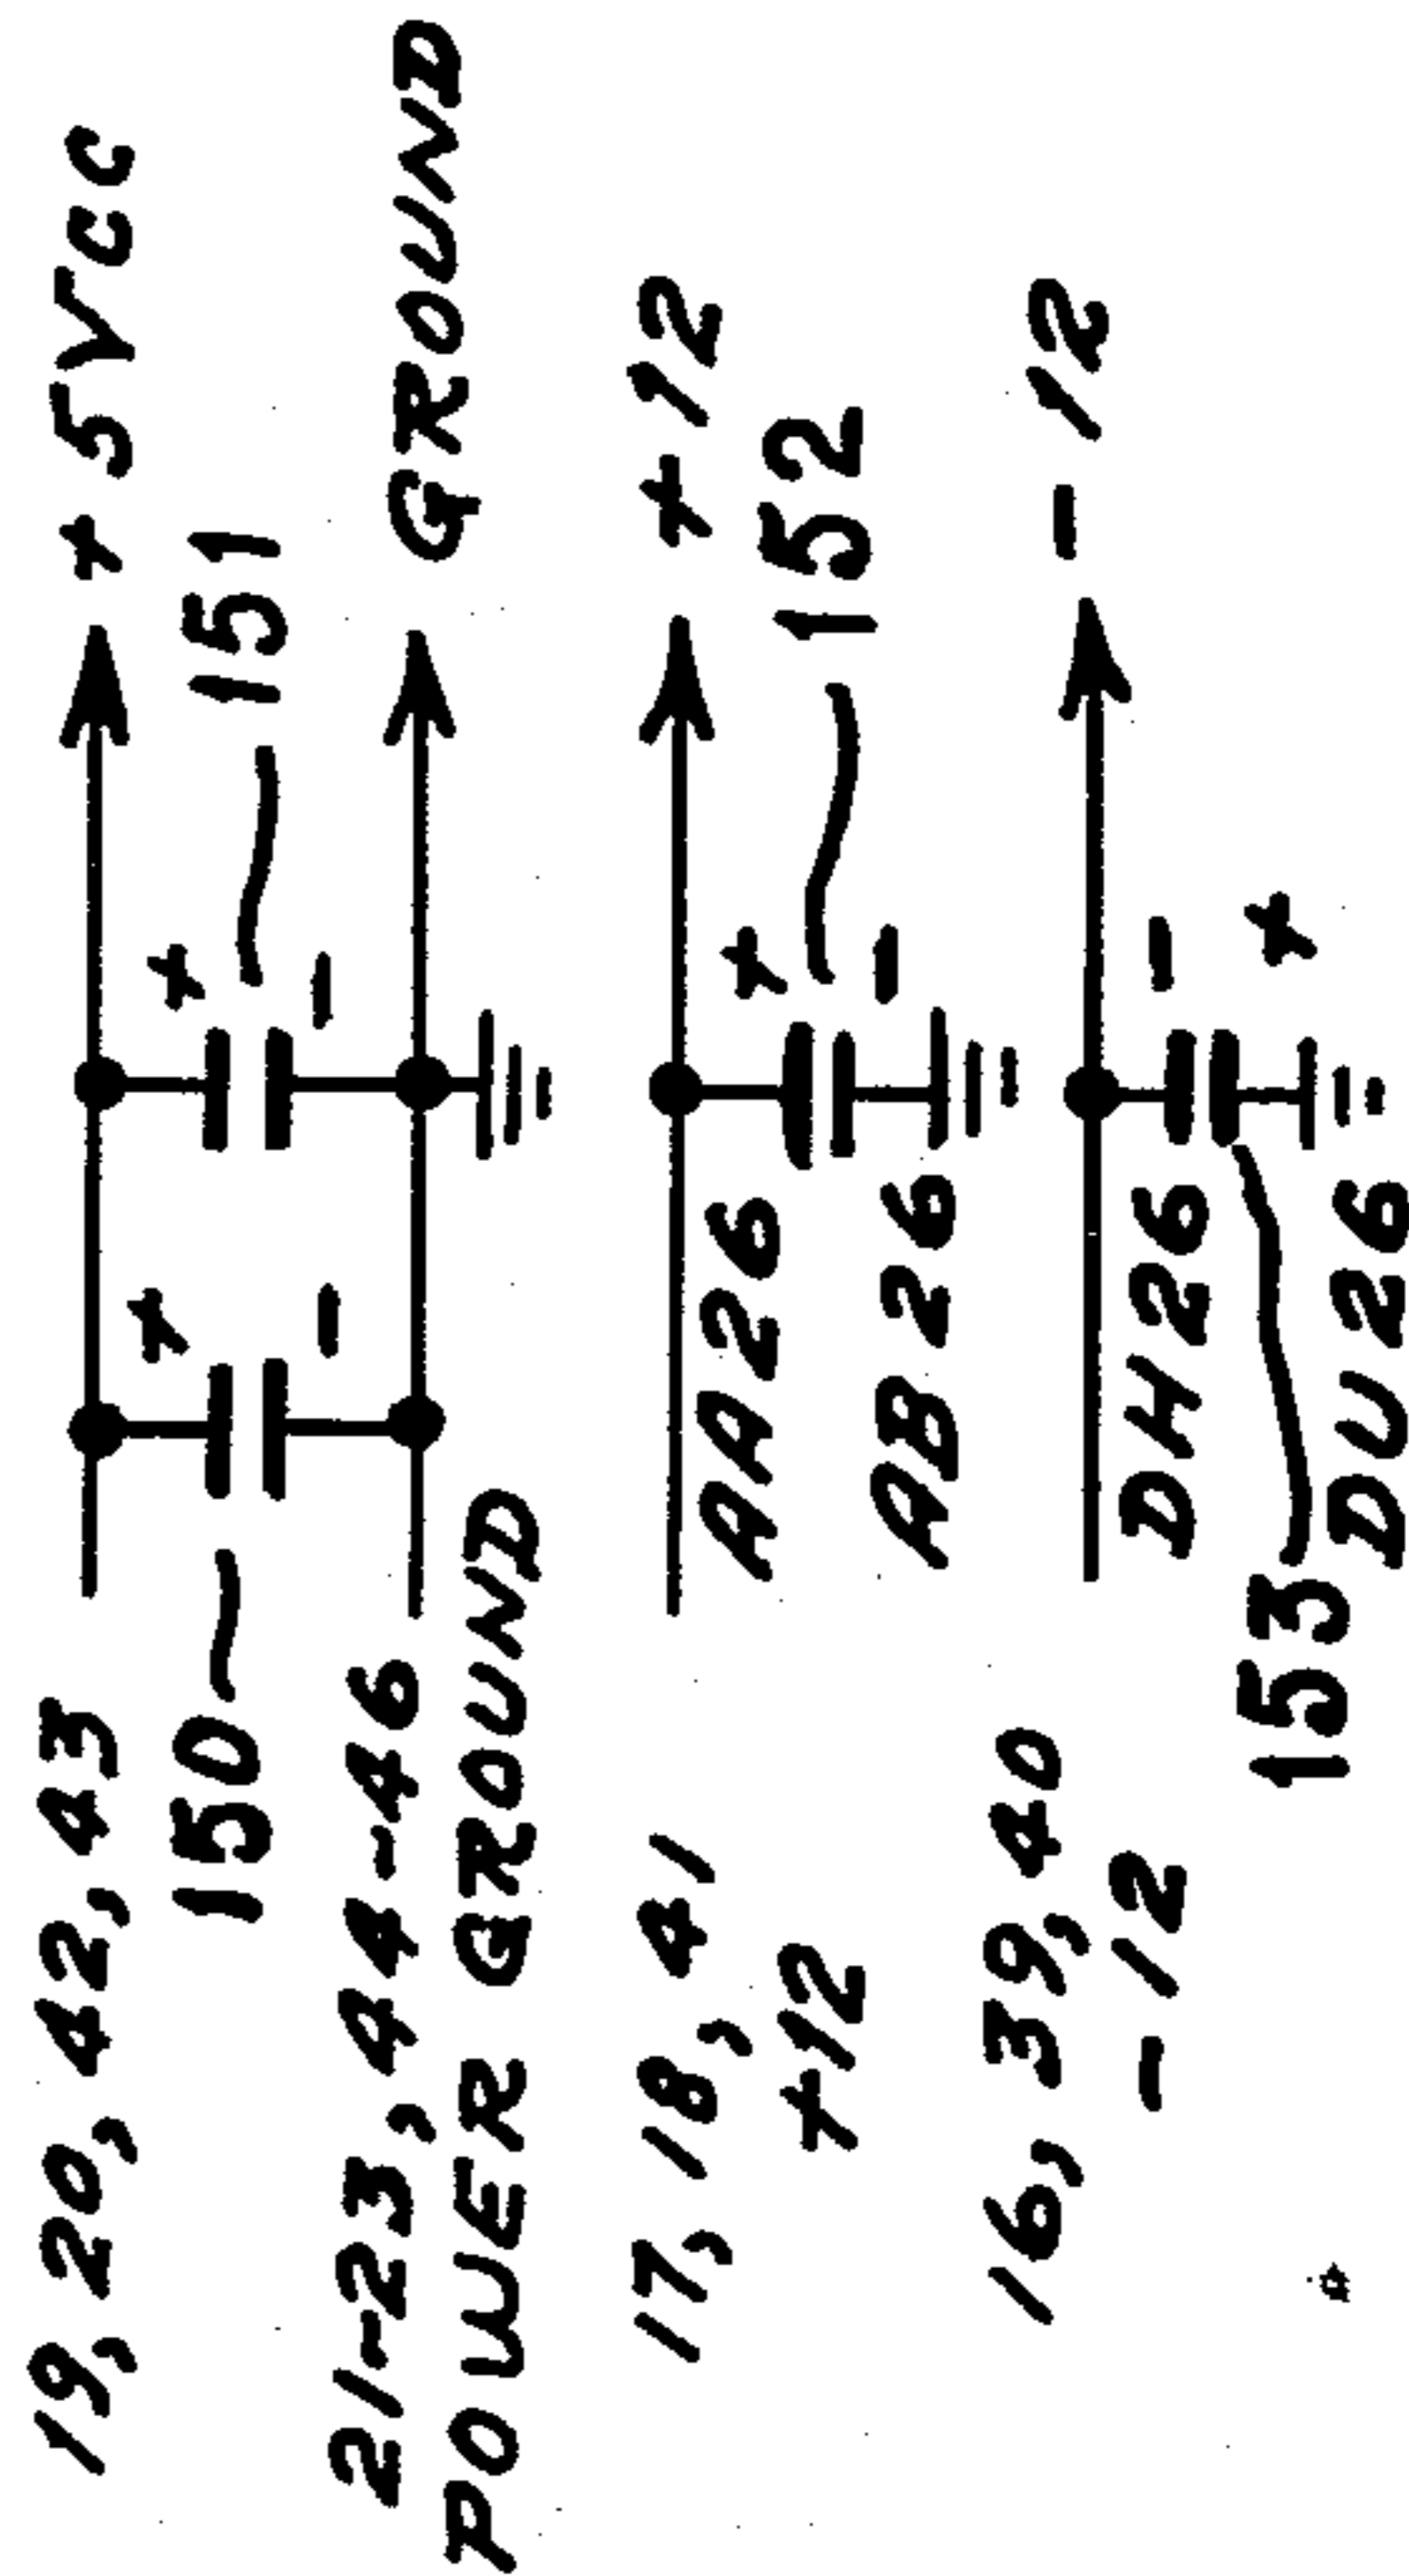 19, 20, 42, 43 + 5VCC
+ +
150 151
- -
21-23, 44-46 GROUND
POWER GROUND
17, 18, 41 +12
AA26 +
+12 152
AB26 -
16, 39, 40 -12
-12 DH26 -
153 +
DU26